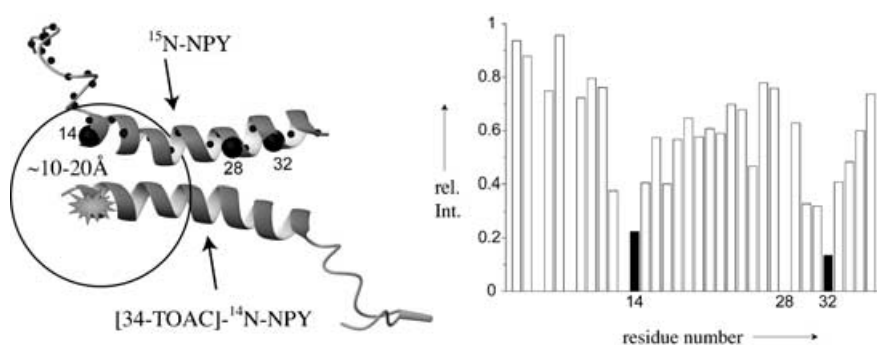 ¹⁵N-NPY
14
28
32
~10-20Å
[34-TOAC]-¹⁴N-NPY
1
0.8
0.6
0.4
0.2
0
rel.
Int.
14
28
32
residue number